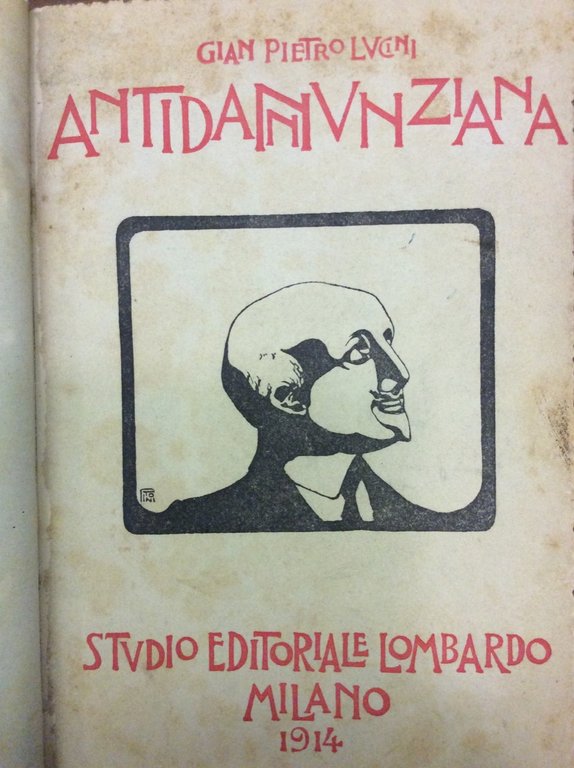 GIAN PIETRO LVCINI
ANTIDANNVNZIANA
STVDIO EDITORIALE LOMBARDO
MILANO
1914